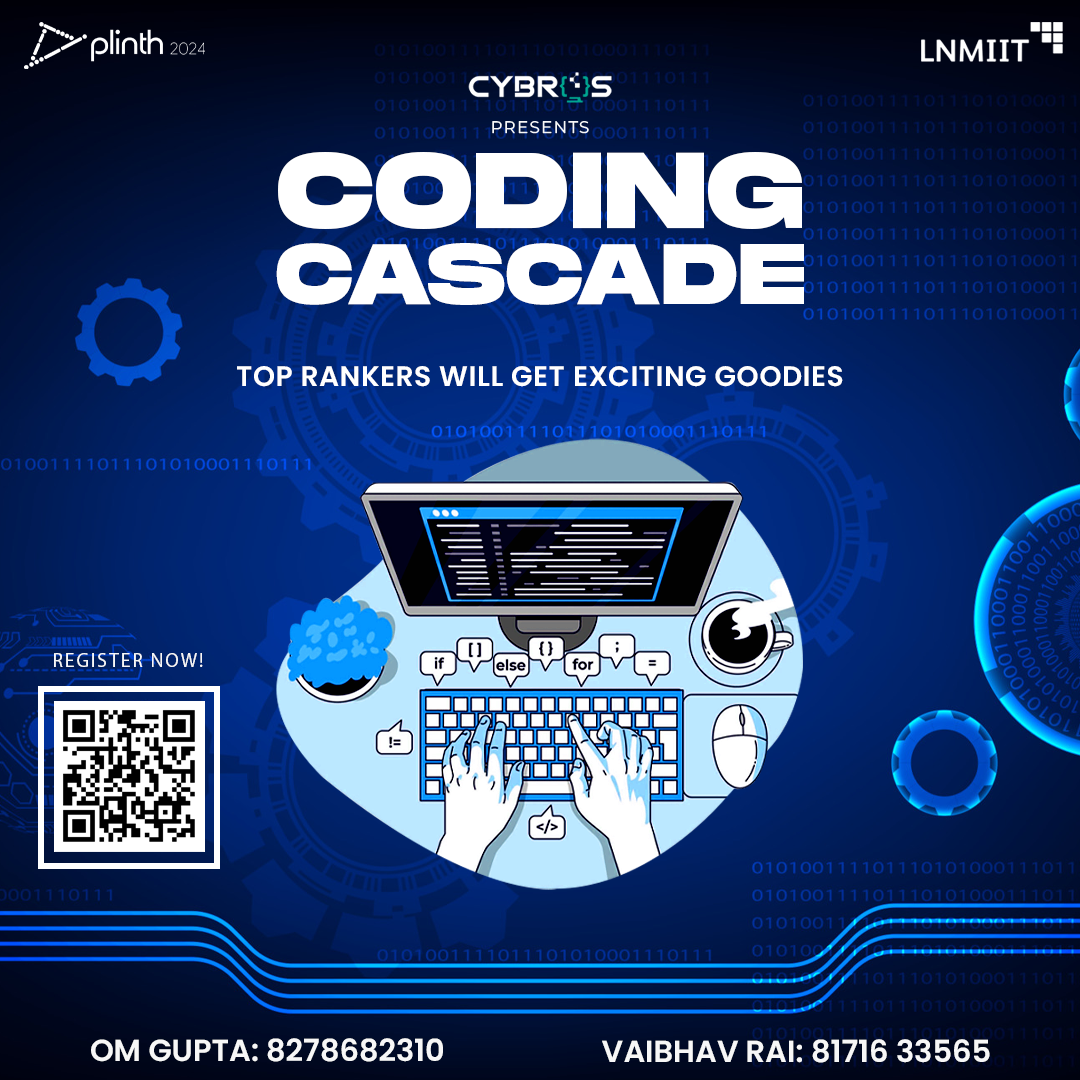 plinth 2024
LNMIIT
CYBROS
PRESENTS
CODING
CASCADE
TOP RANKERS WILL GET EXCITING GOODIES
if
[ ]
else
{ }
for
;
=
!=
</>
REGISTER NOW!
OM GUPTA: 8278682310
VAIBHAV RAI: 81716 33565